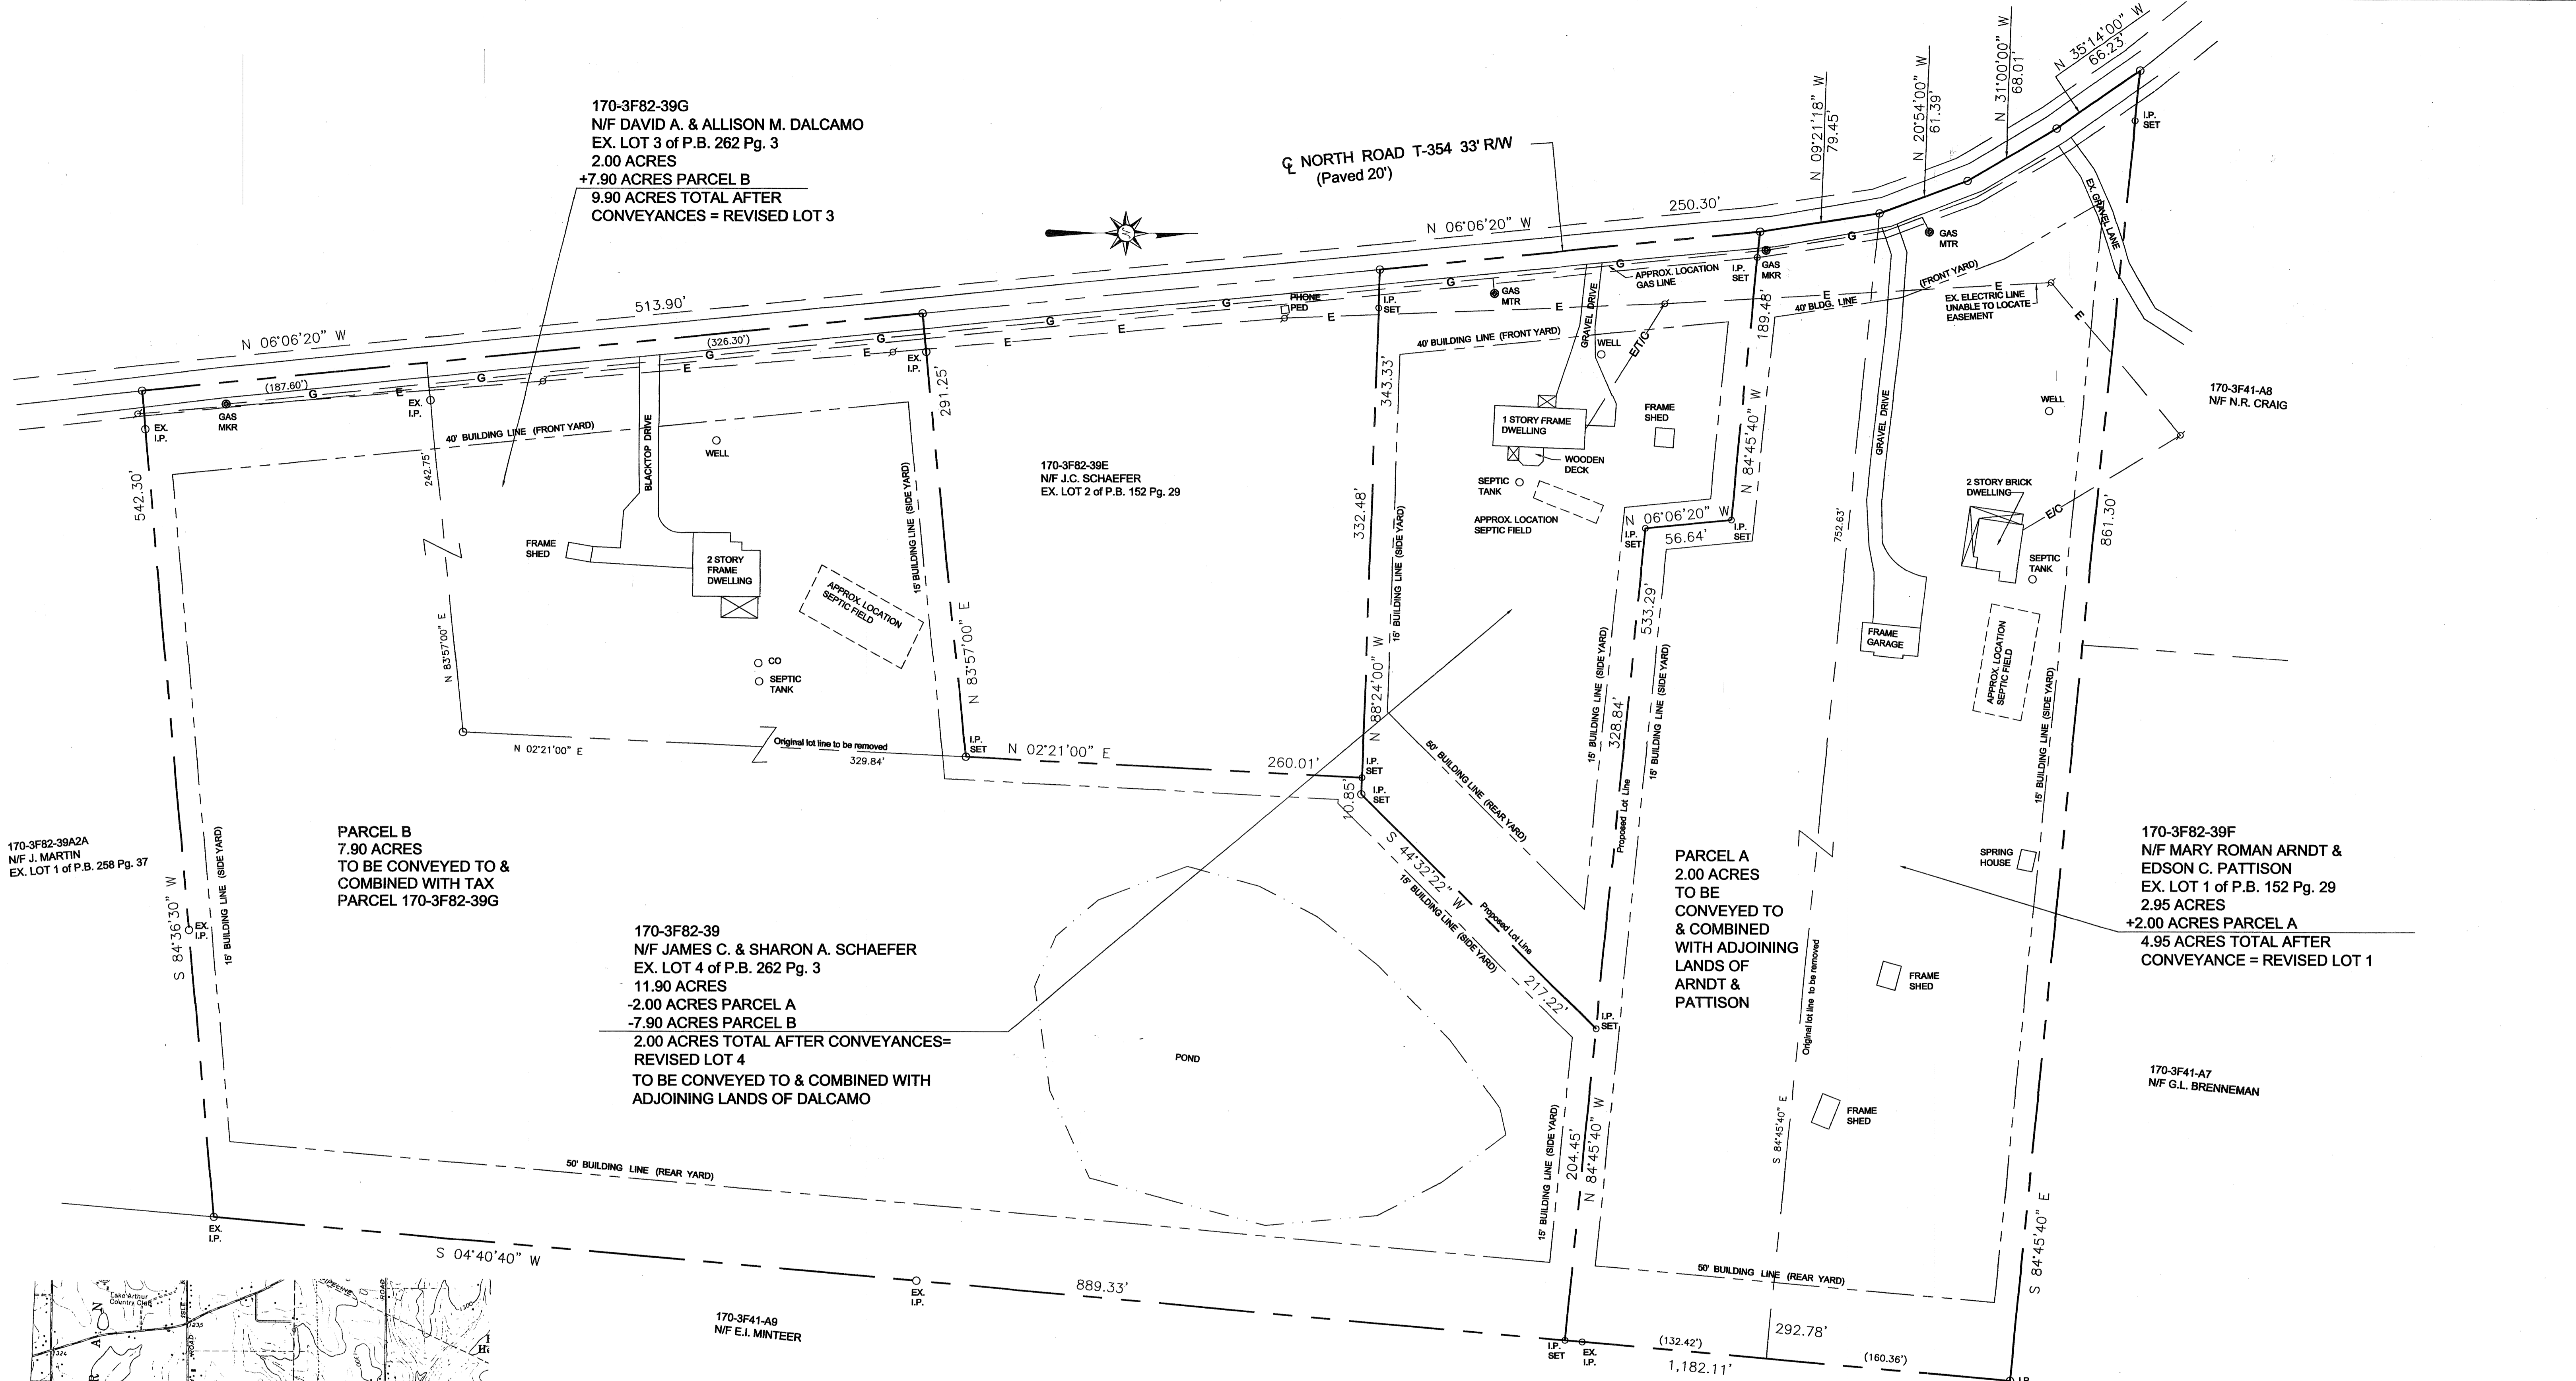 170-3F82-39G
N/F DAVID A. & ALLISON M. DALCAMO
EX. LOT 3 of P.B. 262 Pg. 3
2.00 ACRES
+7.90 ACRES PARCEL B
9.90 ACRES TOTAL AFTER
CONVEYANCES = REVISED LOT 3
N
℄ NORTH ROAD T-354 33' R/W
(Paved 20')
N 06°06'20" W
513.90'
N 06°06'20" W
250.30'
N 09°21'18" W
79.45'
N 20°54'00" W
61.39'
N 31°00'00" W
68.01'
N 35°14'00" W
66.23'
I.P.
SET
EX. GRAVEL LANE
(187.60')
(326.30')
G
E
GAS
MKR
EX.
I.P.
EX.
I.P.
EX.
I.P.
PHONE
PED
I.P.
SET
GAS
MTR
APPROX. LOCATION
GAS LINE
I.P.
SET
GAS
MKR
GAS
MTR
(FRONT YARD)
40' BLDG. LINE
EX. ELECTRIC LINE
UNABLE TO LOCATE
EASEMENT
E/T/C
E/C
542.30'
S 84°36'30" W
15' BUILDING LINE (SIDE YARD)
40' BUILDING LINE (FRONT YARD)
242.75'
N 83°57'00" E
BLACKTOP DRIVE
WELL
FRAME
SHED
2 STORY
FRAME
DWELLING
APPROX. LOCATION
SEPTIC FIELD
CO
SEPTIC
TANK
15' BUILDING LINE (SIDE YARD)
291.25'
N 83°57'00" E
170-3F82-39E
N/F J.C. SCHAEFER
EX. LOT 2 of P.B. 152 Pg. 29
343.33'
332.48'
N 88°24'00" W
15' BUILDING LINE (SIDE YARD)
40' BUILDING LINE (FRONT YARD)
GRAVEL DRIVE
WELL
1 STORY FRAME
DWELLING
WOODEN
DECK
FRAME
SHED
SEPTIC
TANK
APPROX. LOCATION
SEPTIC FIELD
189.48'
N 84°45'40" W
N 06°06'20" W
56.64'
I.P.
SET
I.P.
SET
533.29'
328.84'
15' BUILDING LINE (SIDE YARD)
15' BUILDING LINE (SIDE YARD)
Proposed Lot Line
752.63'
GRAVEL DRIVE
FRAME
GARAGE
WELL
2 STORY BRICK
DWELLING
SEPTIC
TANK
APPROX. LOCATION
SEPTIC FIELD
861.30'
15' BUILDING LINE (SIDE YARD)
170-3F41-A8
N/F N.R. CRAIG
N 02°21'00" E
Original lot line to be removed
329.84'
I.P.
SET
N 02°21'00" E
260.01'
I.P.
SET
10.85'
I.P.
SET
50' BUILDING LINE (REAR YARD)
S 44°32'22" W
15' BUILDING LINE (SIDE YARD)
Proposed Lot Line
217.22'
I.P.
SET
170-3F82-39A2A
N/F J. MARTIN
EX. LOT 1 of P.B. 258 Pg. 37
EX.
I.P.
PARCEL B
7.90 ACRES
TO BE CONVEYED TO &
COMBINED WITH TAX
PARCEL 170-3F82-39G
170-3F82-39
N/F JAMES C. & SHARON A. SCHAEFER
EX. LOT 4 of P.B. 262 Pg. 3
11.90 ACRES
-2.00 ACRES PARCEL A
-7.90 ACRES PARCEL B
2.00 ACRES TOTAL AFTER CONVEYANCES=
REVISED LOT 4
TO BE CONVEYED TO & COMBINED WITH
ADJOINING LANDS OF DALCAMO
POND
PARCEL A
2.00 ACRES
TO BE
CONVEYED TO
& COMBINED
WITH ADJOINING
LANDS OF
ARNDT &
PATTISON
Original lot line to be removed
S 84°45'40" E
SPRING
HOUSE
FRAME
SHED
FRAME
SHED
170-3F82-39F
N/F MARY ROMAN ARNDT &
EDSON C. PATTISON
EX. LOT 1 of P.B. 152 Pg. 29
2.95 ACRES
+2.00 ACRES PARCEL A
4.95 ACRES TOTAL AFTER
CONVEYANCE = REVISED LOT 1
170-3F41-A7
N/F G.L. BRENNEMAN
204.45'
N 84°45'40" W
15' BUILDING LINE (SIDE YARD)
50' BUILDING LINE (REAR YARD)
50' BUILDING LINE (REAR YARD)
S 84°45'40" E
EX.
I.P.
S 04°40'40" W
EX.
I.P.
889.33'
170-3F41-A9
N/F E.I. MINTEER
I.P.
SET
EX.
I.P.
(132.42')
292.78'
1,182.11'
(160.36')
I.P.
Lake Arthur
Country Club
ROAD
ROAD
1235
1324
1300